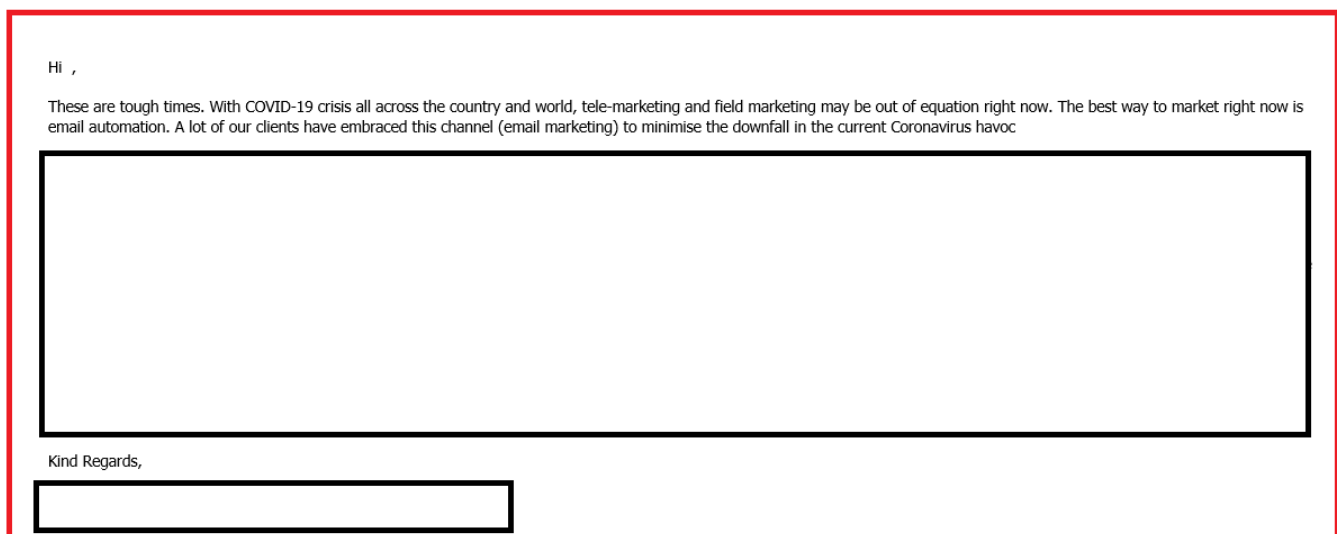 Hi ,
These are tough times. With COVID-19 crisis all across the country and world, tele-marketing and field marketing may be out of equation right now. The best way to market right now is
email automation. A lot of our clients have embraced this channel (email marketing) to minimise the downfall in the current Coronavirus havoc
Kind Regards,